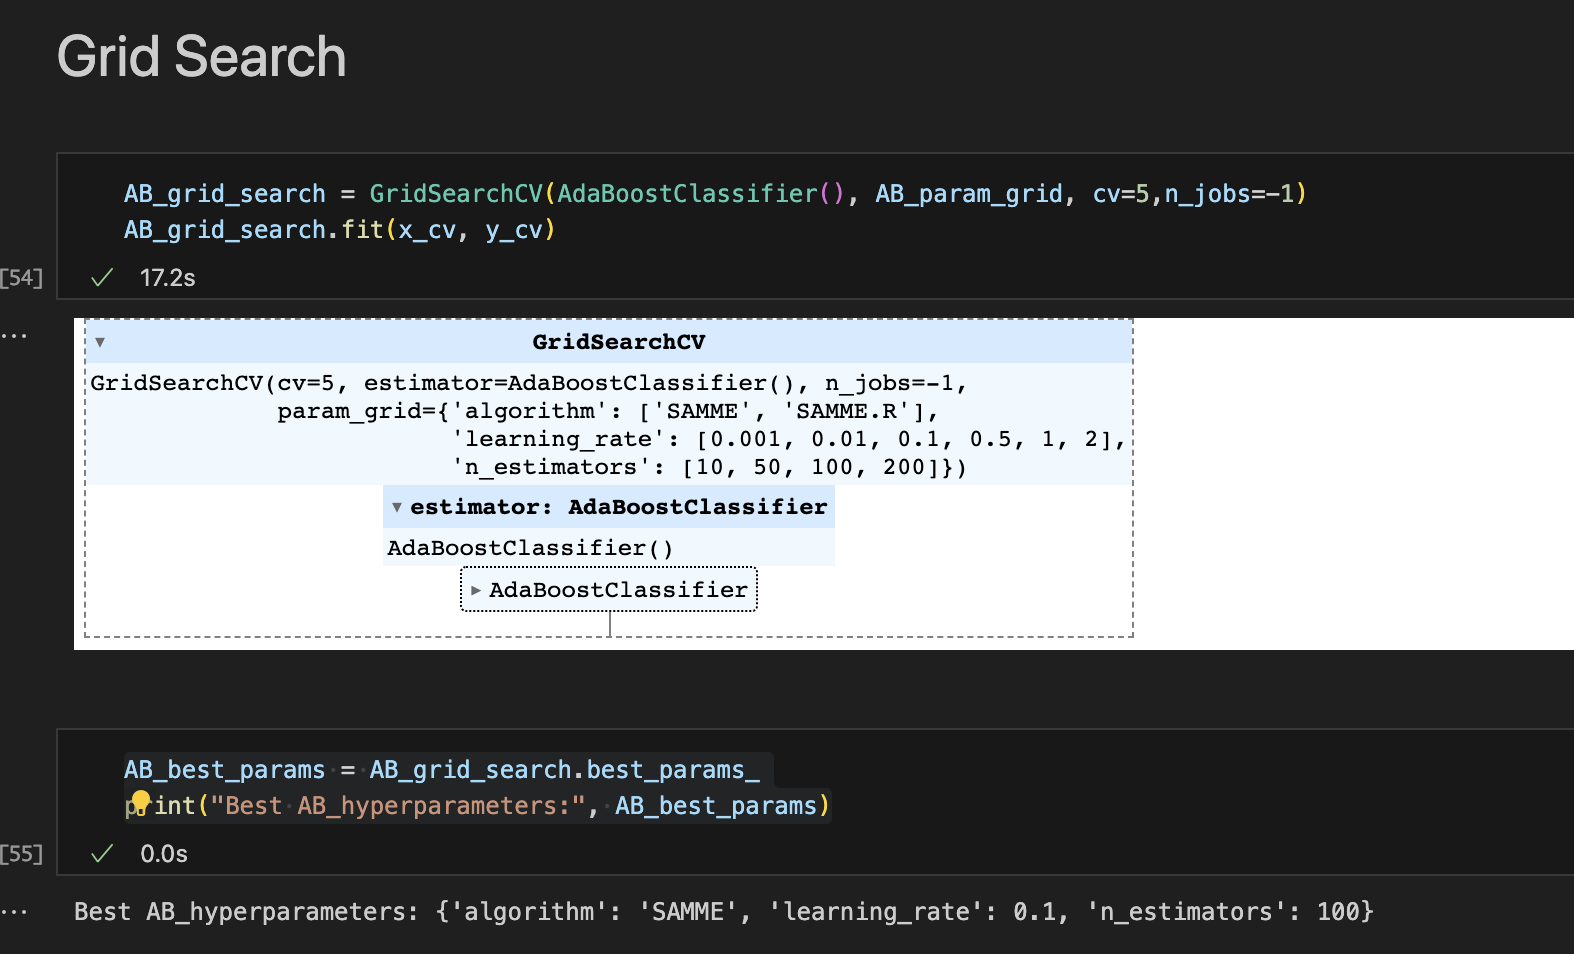 Grid Search
AB_grid_search = GridSearchCV(AdaBoostClassifier(), AB_param_grid, cv=5,n_jobs=-1)
AB_grid_search.fit(x_cv, y_cv)
[54]
17.2s
...
GridSearchCV
GridSearchCV(cv=5, estimator=AdaBoostClassifier(), n_jobs=-1,
param_grid={'algorithm': ['SAMME', 'SAMME.R'],
'learning_rate': [0.001, 0.01, 0.1, 0.5, 1, 2],
'n_estimators': [10, 50, 100, 200]})
estimator: AdaBoostClassifier
AdaBoostClassifier()
AdaBoostClassifier
AB_best_params = AB_grid_search.best_params_
print("Best AB_hyperparameters:", AB_best_params)
[55]
0.0s
...
Best AB_hyperparameters: {'algorithm': 'SAMME', 'learning_rate': 0.1, 'n_estimators': 100}